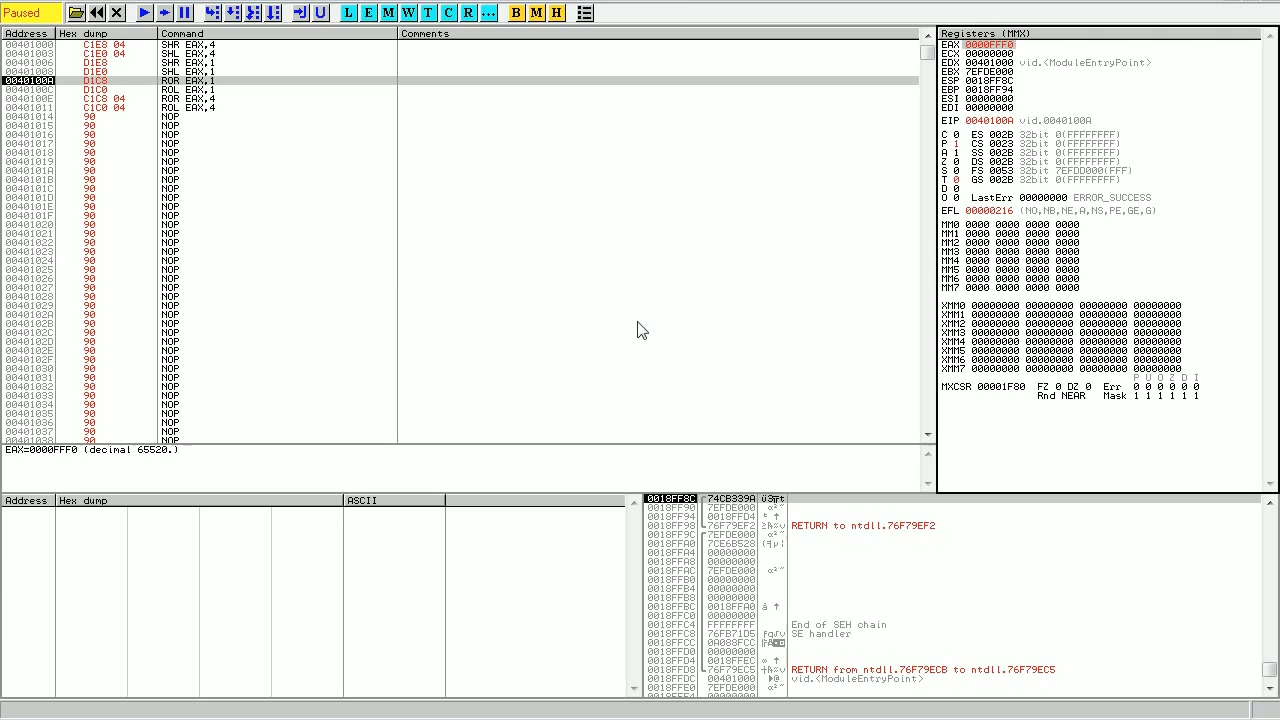 Paused L E M W T C R ... B M H
Address Hex dump Command Comments
00401000 C1E8 04 SHR EAX,4
00401003 C1E0 04 SHL EAX,4
00401006 D1E8 SHR EAX,1
00401008 D1E0 SHL EAX,1
0040100A D1C8 ROR EAX,1
0040100C D1C0 ROL EAX,1
0040100E C1C8 04 ROR EAX,4
00401011 C1C0 04 ROL EAX,4
00401014 90 NOP
00401015 90 NOP
00401016 90 NOP
00401017 90 NOP
00401018 90 NOP
00401019 90 NOP
0040101A 90 NOP
0040101B 90 NOP
0040101C 90 NOP
0040101D 90 NOP
0040101E 90 NOP
0040101F 90 NOP
00401020 90 NOP
00401021 90 NOP
00401022 90 NOP
00401023 90 NOP
00401024 90 NOP
00401025 90 NOP
00401026 90 NOP
00401027 90 NOP
00401028 90 NOP
00401029 90 NOP
0040102A 90 NOP
0040102B 90 NOP
0040102C 90 NOP
0040102D 90 NOP
0040102E 90 NOP
0040102F 90 NOP
00401030 90 NOP
00401031 90 NOP
00401032 90 NOP
00401033 90 NOP
00401034 90 NOP
00401035 90 NOP
00401036 90 NOP
00401037 90 NOP
00401038 90 NOP
EAX=0000FFF0 (decimal 65520.)
Registers (MMX)
EAX 0000FFF0
ECX 00000000
EDX 00401000 vid.<ModuleEntryPoint>
EBX 7EFDE000
ESP 0018FF8C
EBP 0018FF94
ESI 00000000
EDI 00000000
EIP 0040100A vid.0040100A
C 0 ES 002B 32bit 0(FFFFFFFF)
P 1 CS 0023 32bit 0(FFFFFFFF)
A 1 SS 002B 32bit 0(FFFFFFFF)
Z 0 DS 002B 32bit 0(FFFFFFFF)
S 0 FS 0053 32bit 7EFDD000(FFF)
T 0 GS 002B 32bit 0(FFFFFFFF)
D 0
O 0 LastErr 00000000 ERROR_SUCCESS
EFL 00000216 (NO,NB,NE,A,NS,PE,GE,G)
MM0 0000 0000 0000 0000
MM1 0000 0000 0000 0000
MM2 0000 0000 0000 0000
MM3 0000 0000 0000 0000
MM4 0000 0000 0000 0000
MM5 0000 0000 0000 0000
MM6 0000 0000 0000 0000
MM7 0000 0000 0000 0000
XMM0 00000000 00000000 00000000 00000000
XMM1 00000000 00000000 00000000 00000000
XMM2 00000000 00000000 00000000 00000000
XMM3 00000000 00000000 00000000 00000000
XMM4 00000000 00000000 00000000 00000000
XMM5 00000000 00000000 00000000 00000000
XMM6 00000000 00000000 00000000 00000000
XMM7 00000000 00000000 00000000 00000000
P U O Z D I
MXCSR 00001F80 FZ 0 DZ 0 Err 0 0 0 0 0 0
Rnd NEAR Mask 1 1 1 1 1 1
Address Hex dump ASCII
0018FF8C 74CB339A
0018FF90 7EFDE000
0018FF94 0018FFD4
0018FF98 76F79EF2 RETURN to ntdll.76F79EF2
0018FF9C 7EFDE000
0018FFA0 7CE6B528
0018FFA4 00000000
0018FFA8 00000000
0018FFAC 7EFDE000
0018FFB0 00000000
0018FFB4 00000000
0018FFB8 00000000
0018FFBC 0018FFA0
0018FFC0 00000000
0018FFC4 FFFFFFFF End of SEH chain
0018FFC8 76FB71D5 SE handler
0018FFCC 0A088FCC
0018FFD0 00000000
0018FFD4 0018FFEC
0018FFD8 76F79EC5 RETURN from ntdll.76F79ECB to ntdll.76F79EC5
0018FFDC 00401000 vid.<ModuleEntryPoint>
0018FFE0 7EFDE000